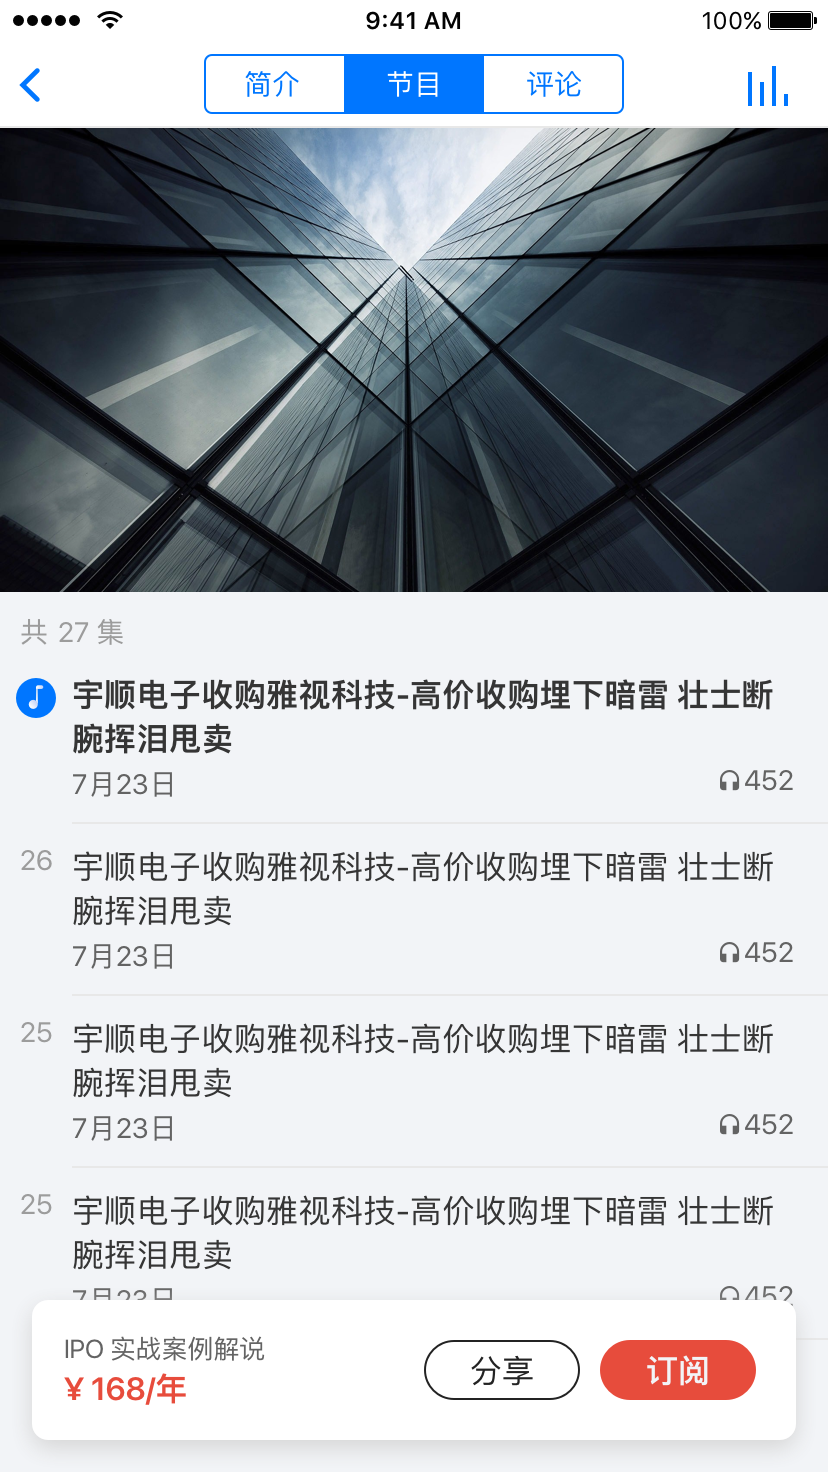 9:41 AM
100%
简介
节目
评论
共 27 集
宇顺电子收购雅视科技-高价收购埋下暗雷 壮士断
腕挥泪甩卖
7月23日
452
26
宇顺电子收购雅视科技-高价收购埋下暗雷 壮士断
腕挥泪甩卖
7月23日
452
25
宇顺电子收购雅视科技-高价收购埋下暗雷 壮士断
腕挥泪甩卖
7月23日
452
25
宇顺电子收购雅视科技-高价收购埋下暗雷 壮士断
腕挥泪甩卖
7月23日
452
IPO 实战案例解说
¥ 168/年
分享
订阅